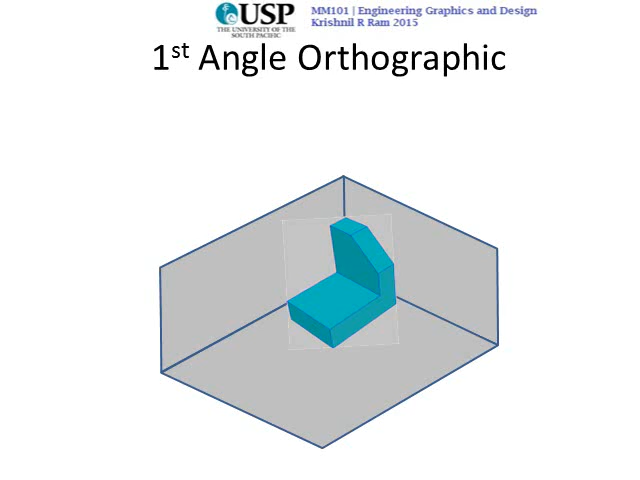 USP
THE UNIVERSITY OF THE
SOUTH PACIFIC
MM101 | Engineering Graphics and Design
Krishnil R Ram 2015
1st Angle Orthographic